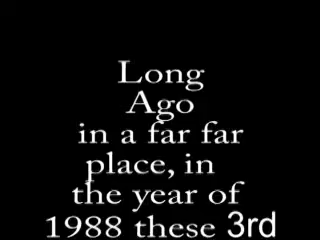 Long
Ago
in a far far
place, in
the year of
1988 these 3rd